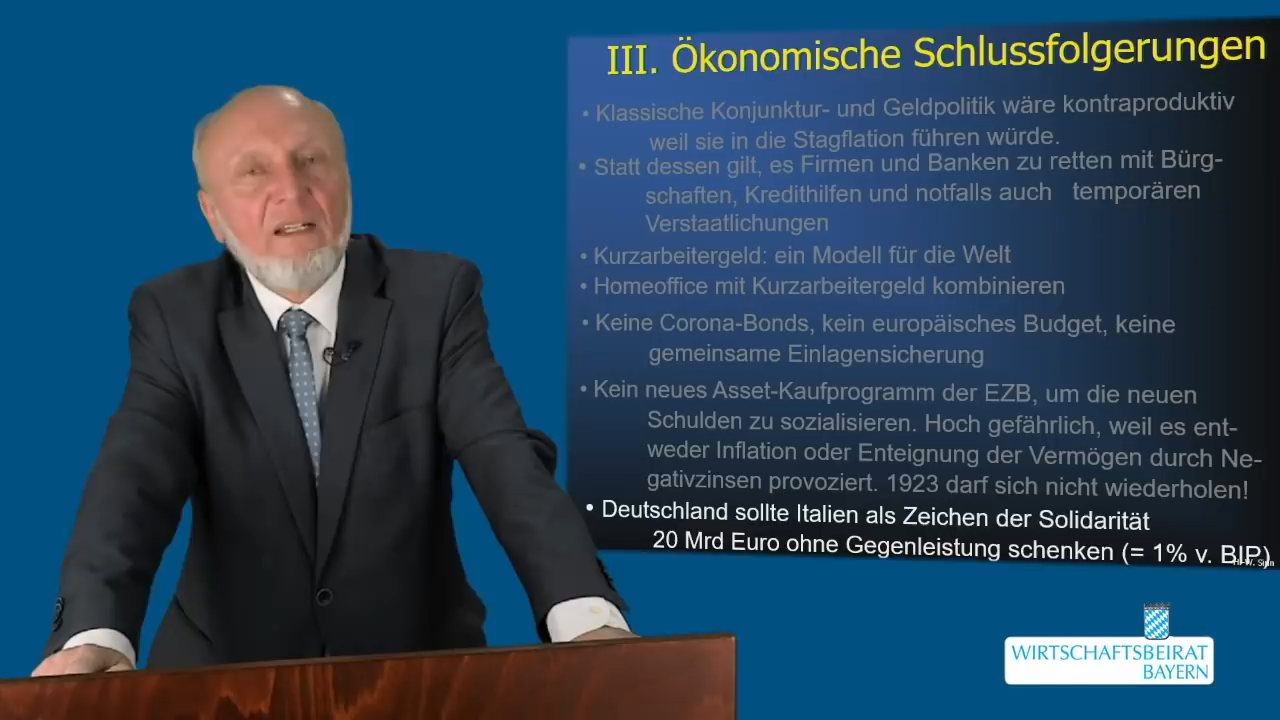 III. Ökonomische Schlussfolgerungen
• Klassische Konjunktur- und Geldpolitik wäre kontraproduktiv
weil sie in die Stagflation führen würde.
• Statt dessen gilt, es Firmen und Banken zu retten mit Bürg-
schaften, Kredithilfen und notfalls auch temporären
Verstaatlichungen
• Kurzarbeitergeld: ein Modell für die Welt
• Homeoffice mit Kurzarbeitergeld kombinieren
• Keine Corona-Bonds, kein europäisches Budget, keine
gemeinsame Einlagensicherung
• Kein neues Asset-Kaufprogramm der EZB, um die neuen
Schulden zu sozialisieren. Hoch gefährlich, weil es ent-
weder Inflation oder Enteignung der Vermögen durch Ne-
gativzinsen provoziert. 1923 darf sich nicht wiederholen!
• Deutschland sollte Italien als Zeichen der Solidarität
20 Mrd Euro ohne Gegenleistung schenken (= 1% v. BIP)
H.-W. Sinn
WIRTSCHAFTSBEIRAT
BAYERN